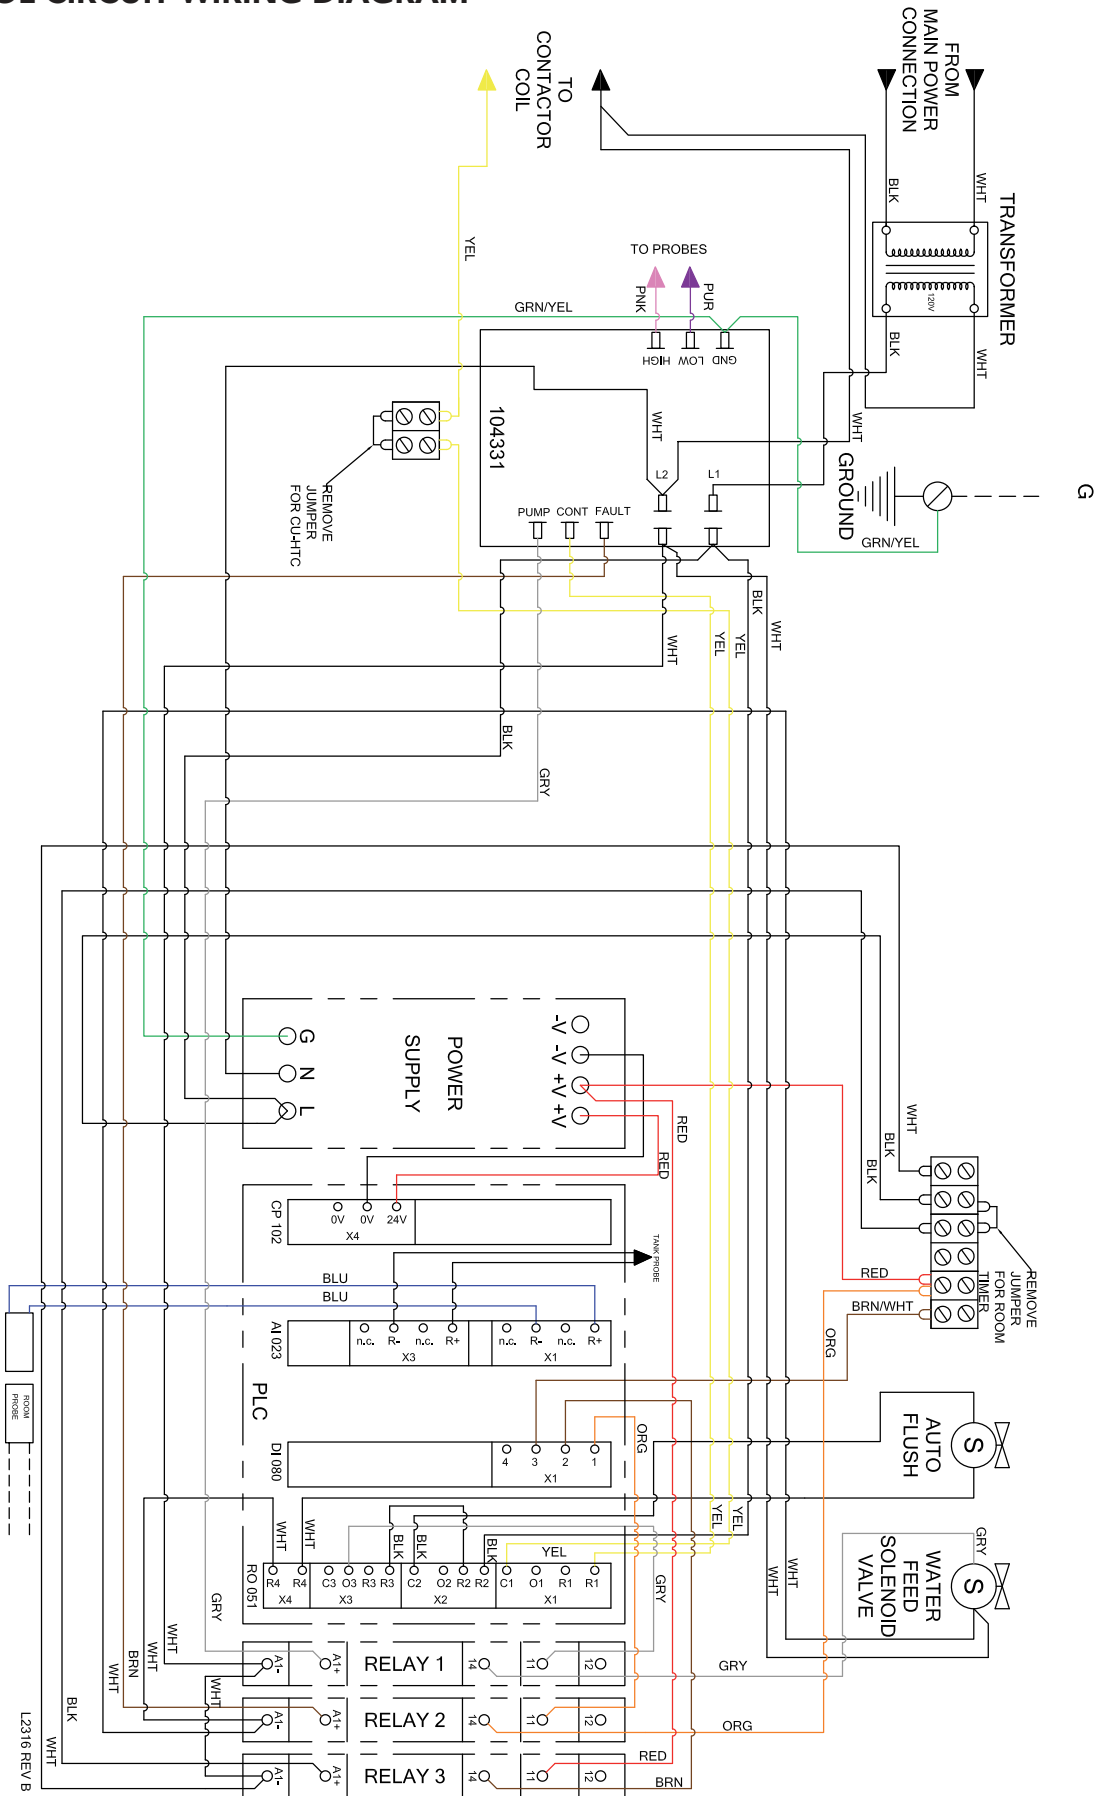 OL CIRCUIT WIRING DIAGRAM
FROM
MAIN POWER
CONNECTION
TO
CONTACTOR
COIL
WHT
BLK
TRANSFORMER
120V
BLK
WHT
YEL
TO PROBES
PNK
PUR
GRN/YEL
HIGH
LOW
GND
104331
WHT
WHT
L2
L1
GROUND
G
GRN/YEL
PUMP
CONT
FAULT
REMOVE
JUMPER
FOR CU-HTC
BLK
WHT
YEL
YEL
WHT
BLK
GRY
POWER
SUPPLY
-V
-V
+V
+V
G
N
L
RED
RED
WHT
BLK
BLK
RED
BRN/WHT
ORG
REMOVE
JUMPER
FOR ROOM
TIMER
CP 102
0V
0V
24V
X4
TANK PROBE
BLU
BLU
AI 023
n.c.
R-
n.c.
R+
X3
n.c.
R-
n.c.
R+
X1
ROOM
PROBE
PLC
DI 080
4
3
2
1
X1
ORG
AUTO
FLUSH
S
WATER
FEED
SOLENOID
VALVE
S
GRY
YEL
YEL
WHT
WHT
BLK
BLK
BLK
YEL
RO 051
R4
R4
C3
O3
R3
R3
C2
O2
R2
R2
C1
O1
R1
R1
X4
X3
X2
X1
WHT
WHT
GRY
GRY
RELAY 1
A1-
A1+
14
11
12
GRY
WHT
WHT
BRN
WHT
WHT
RELAY 2
A1-
A1+
14
11
12
ORG
RELAY 3
A1-
A1+
14
11
12
RED
BRN
BLK
WHT
L2316 REV B